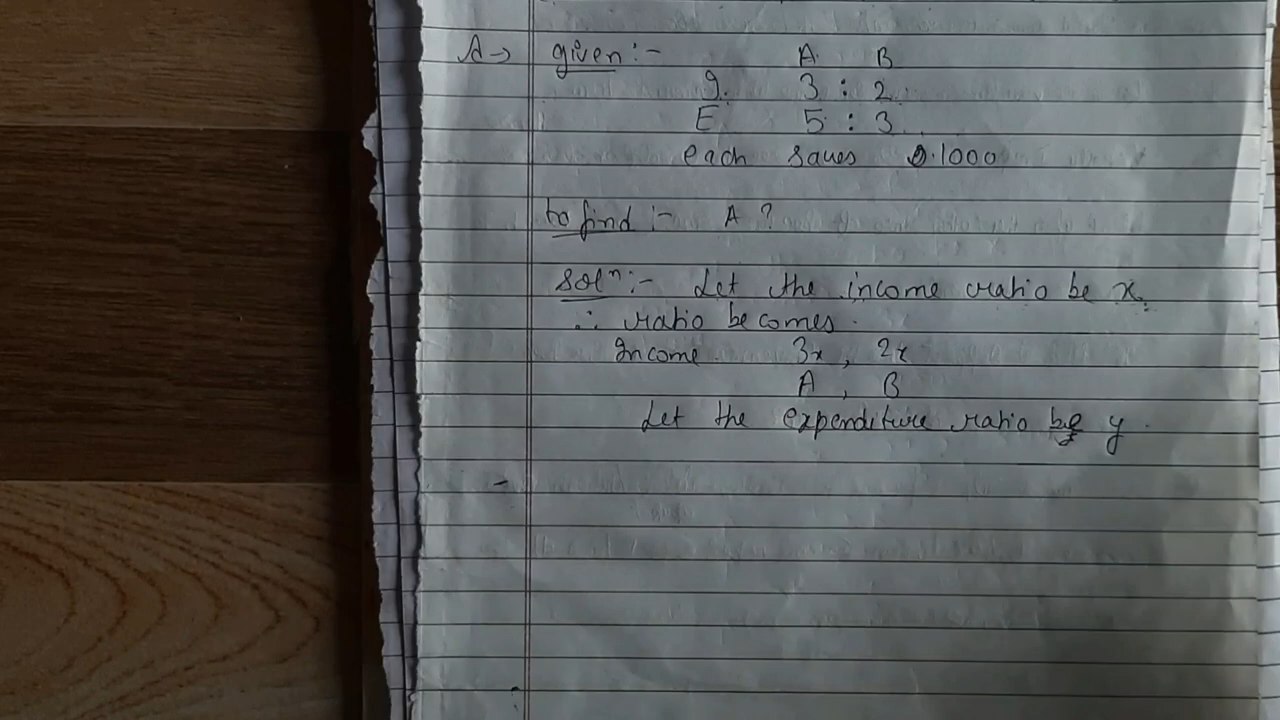 A→ given :-
A B
I. 3 : 2.
E 5 : 3.
each saves 1000
to find :- A ?
Solⁿ :- Let the income ratio be x.
∴ ratio becomes.
Income. 3x , 2x
A , B
Let the expenditure ratio be y.